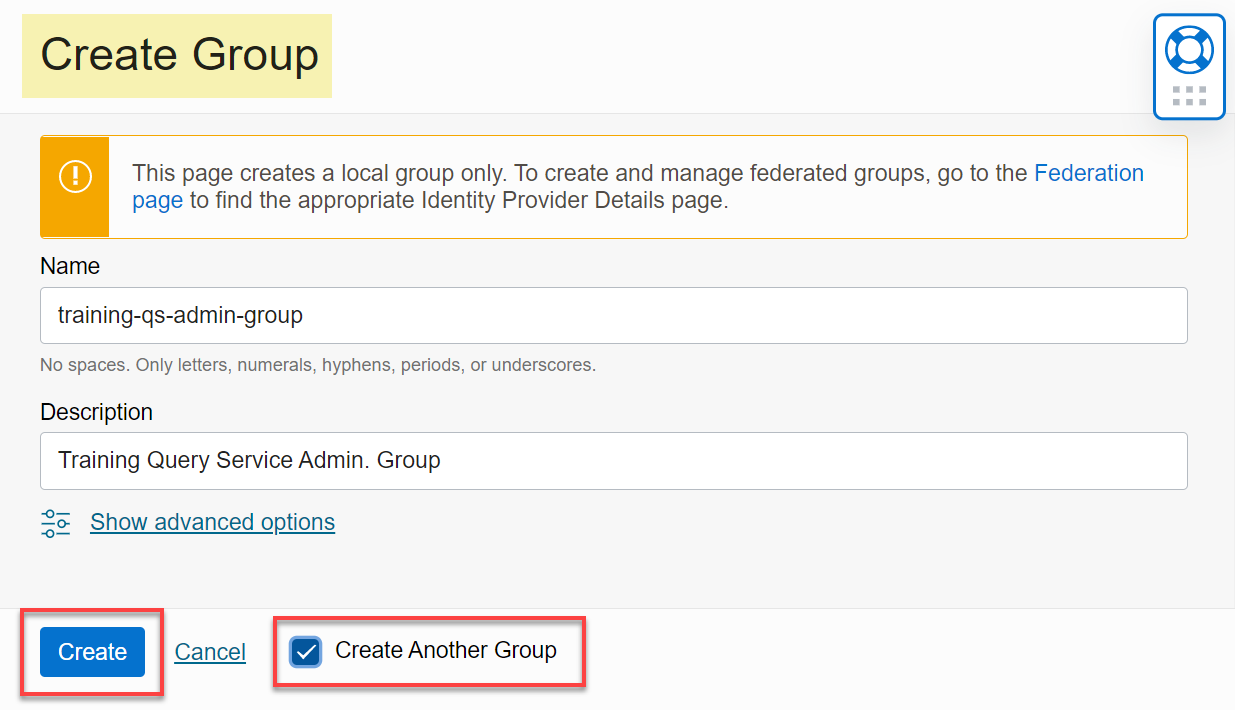 Create Group
This page creates a local group only. To create and manage federated groups, go to the Federation
page to find the appropriate Identity Provider Details page.
Name
training-qs-admin-group
No spaces. Only letters, numerals, hyphens, periods, or underscores.
Description
Training Query Service Admin. Group
Show advanced options
Create Cancel Create Another Group